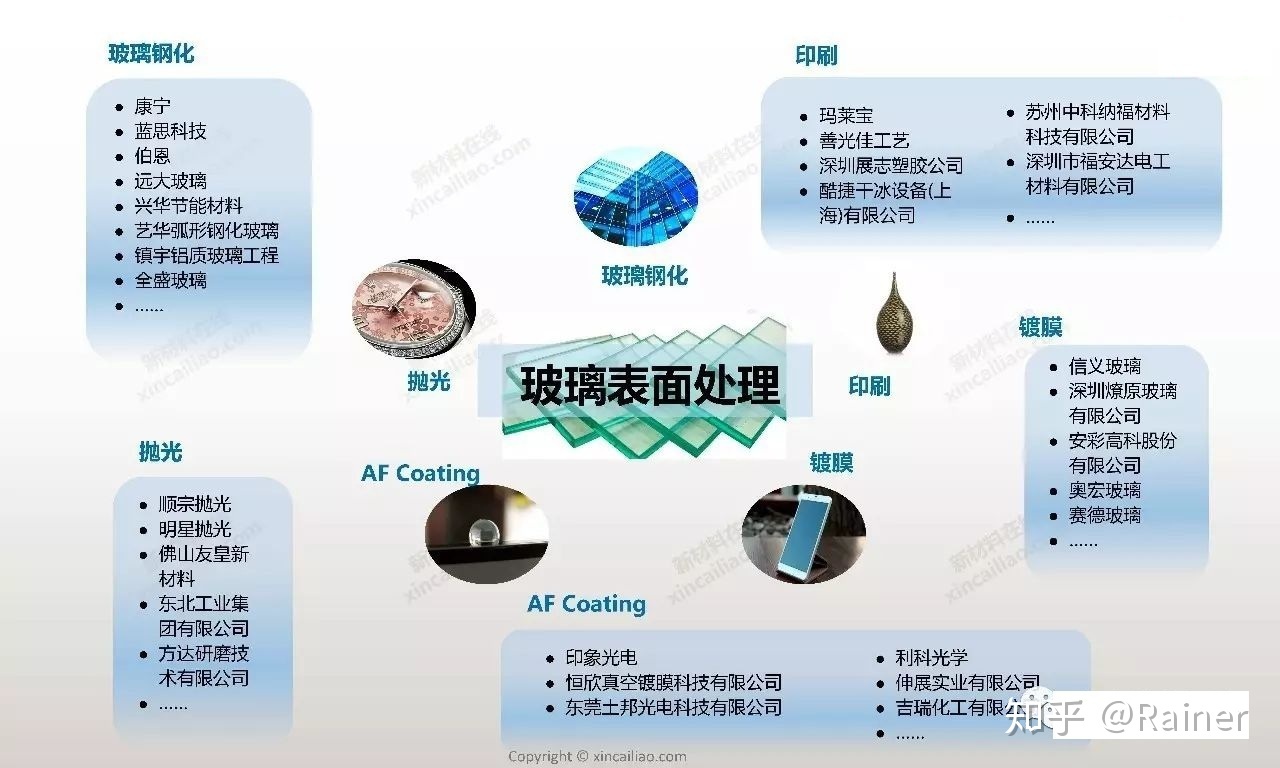 玻璃钢化
康宁
蓝思科技
伯恩
远大玻璃
兴华节能材料
艺华弧形钢化玻璃
镇宇铝质玻璃工程
全盛玻璃
……
印刷
玛莱宝
善光佳工艺
深圳展志塑胶公司
酷捷干冰设备(上
海)有限公司
苏州中科纳福材料
科技有限公司
深圳市福安达电工
材料有限公司
……
玻璃钢化
抛光
印刷
玻璃表面处理
AF Coating
镀膜
镀膜
信义玻璃
深圳燎原玻璃
有限公司
安彩高科股份
有限公司
奥宏玻璃
赛德玻璃
……
抛光
顺宗抛光
明星抛光
佛山友皇新
材料
东北工业集
团有限公司
方达研磨技
术有限公司
……
AF Coating
印象光电
恒欣真空镀膜科技有限公司
东莞土邦光电科技有限公司
利科光学
伸展实业有限公司
吉瑞化工有限公
……
知乎 @Rainer
Copyright © xincailiao.com
新材料在线
xincailiao.com